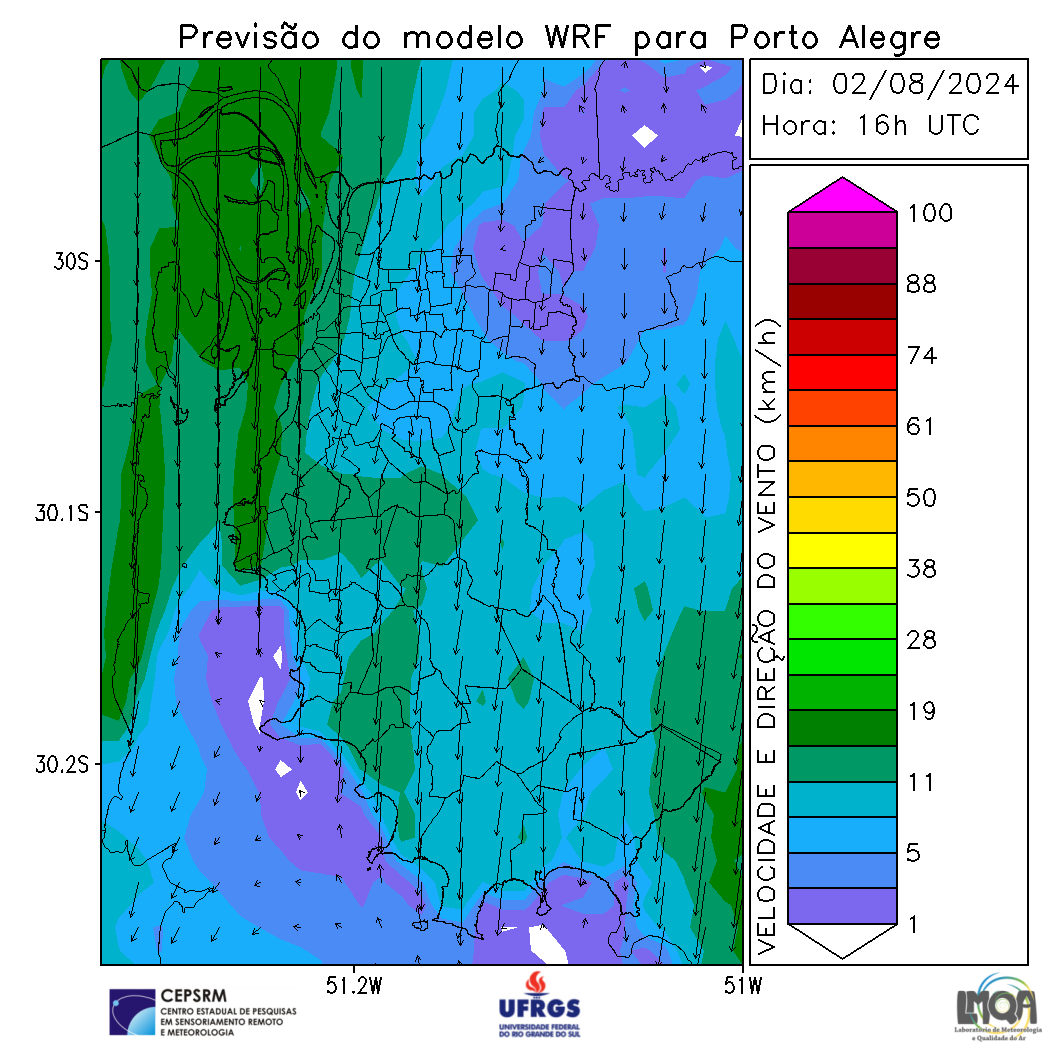 Previsão do modelo WRF para Porto Alegre
Dia: 02/08/2024
Hora: 16h UTC
100
88
74
61
50
38
28
19
11
5
1
VELOCIDADE E DIREÇÃO DO VENTO (km/h)
30S
30.1S
30.2S
51.2W
51W
CEPSRM
CENTRO ESTADUAL DE PESQUISAS
EM SENSORIAMENTO REMOTO
E METEOROLOGIA
UFRGS
UNIVERSIDADE FEDERAL
DO RIO GRANDE DO SUL
LMQA
Laboratório de Meteorologia
e Qualidade do Ar